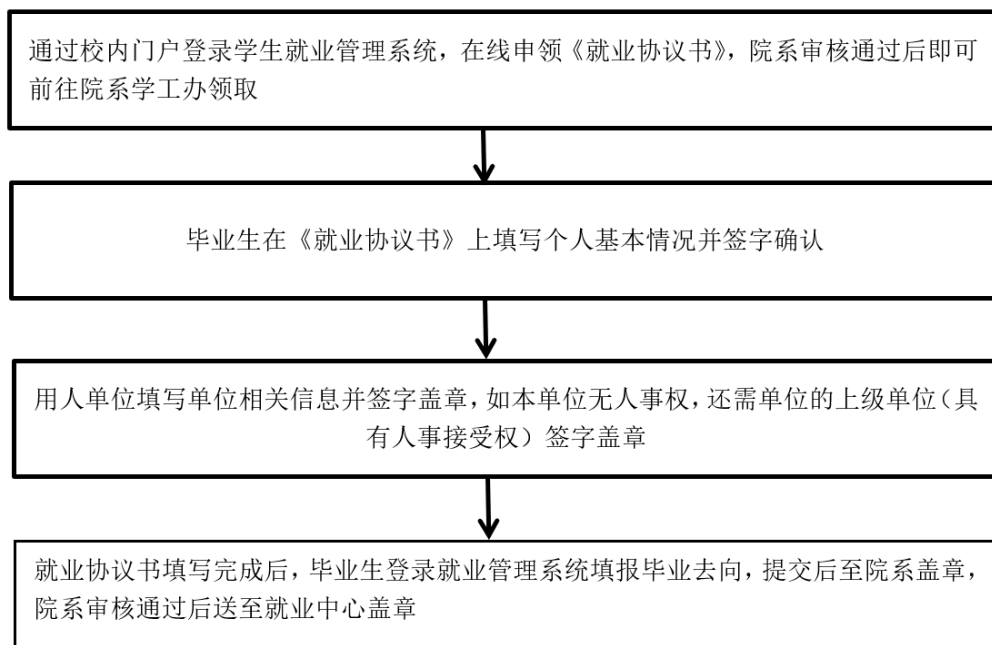 通过校内门户登录学生就业管理系统，在线申领《就业协议书》，院系审核通过后即可
前往院系学工办领取
毕业生在《就业协议书》上填写个人基本情况并签字确认
用人单位填写单位相关信息并签字盖章，如本单位无人事权，还需单位的上级单位（具
有人事接受权）签字盖章
就业协议书填写完成后，毕业生登录就业管理系统填报毕业去向，提交后至院系盖章，
院系审核通过后送至就业中心盖章